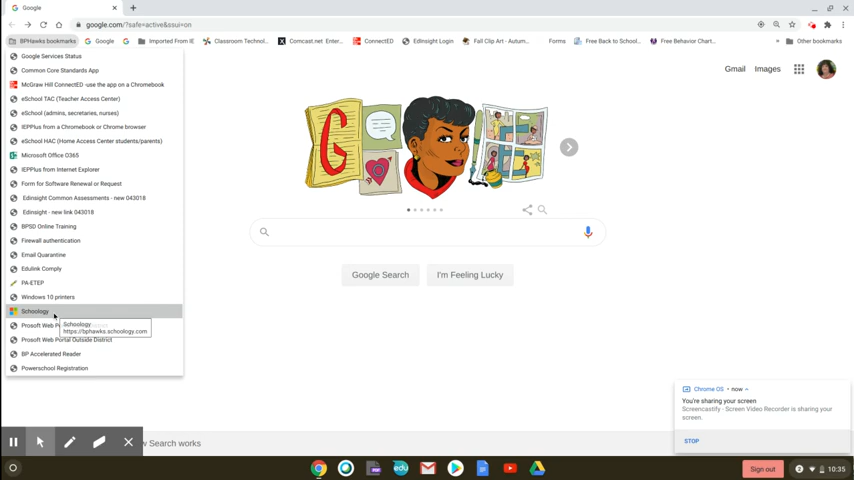 Google
google.com/?safe=active&ssui=on
BPHawks bookmarks
Google
Imported From IE
Classroom Technol...
Comcast.net Enter...
ConnectED
EdInsight Login
Fall Clip Art - Autum...
Forms
Free Back to School...
Free Behavior Chart...
»
Other bookmarks
Google Services Status
Common Core Standards App
McGraw Hill ConnectED -use the app on a Chromebook
eSchool TAC (Teacher Access Center)
eSchool (admins, secretaries, nurses)
IEPPlus from a Chromebook or Chrome browser
eSchool HAC (Home Access Center students/parents)
Microsoft Office O365
IEPPlus from Internet Explorer
Form for Software Renewal or Request
EdInsight Common Assessments - new 043018
EdInsight - new link 043018
BPSD Online Training
Firewall authentication
Email Quarantine
Edulink Comply
PA-ETEP
Windows 10 printers
Schoology
Prosoft Web P
Schoology
https://bphawks.schoology.com
Prosoft Web Portal Outside District
BP Accelerated Reader
Powerschool Registration
Gmail Images
G
Google Search I'm Feeling Lucky
Chrome OS • now
You're sharing your screen
Screencastify - Screen Video Recorder is sharing your
screen.
STOP
w Search works
edu
Sign out
2
10:35